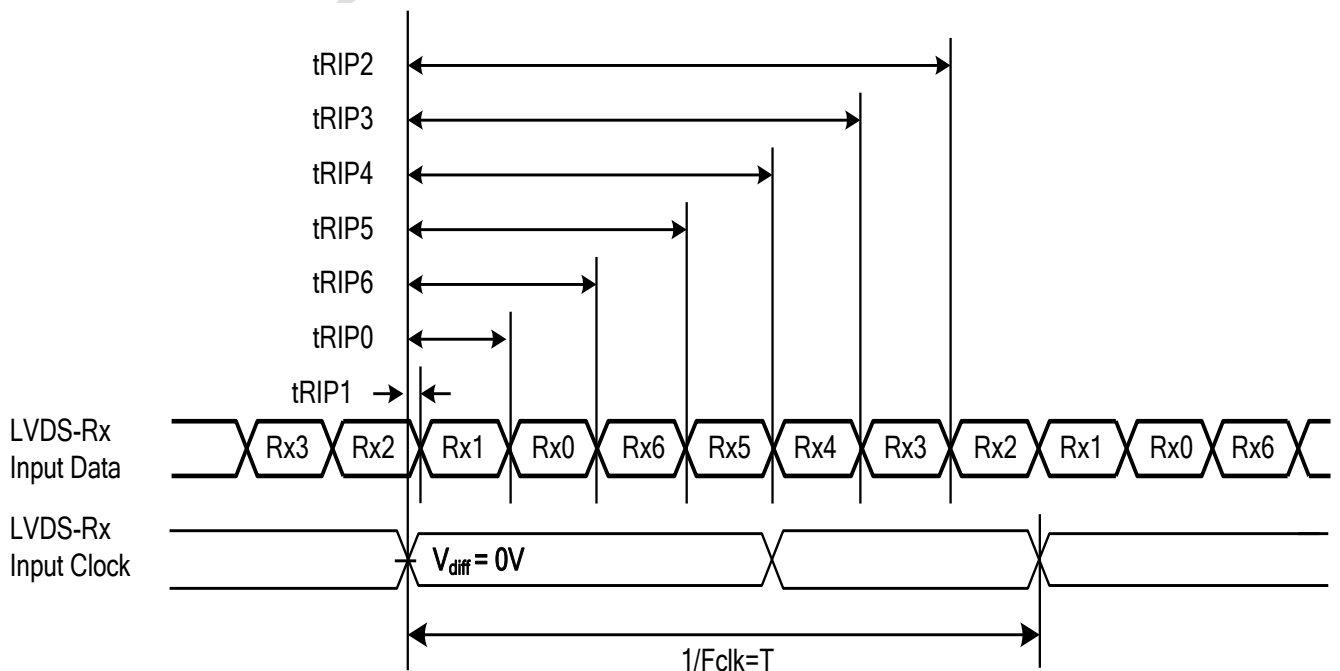 tRIP2
tRIP3
tRIP4
tRIP5
tRIP6
tRIP0
tRIP1
LVDS-Rx
Input Data
Rx3 Rx2 Rx1 Rx0 Rx6 Rx5 Rx4 Rx3 Rx2 Rx1 Rx0 Rx6
LVDS-Rx
Input Clock
Vdiff = 0V
1/Fclk=T